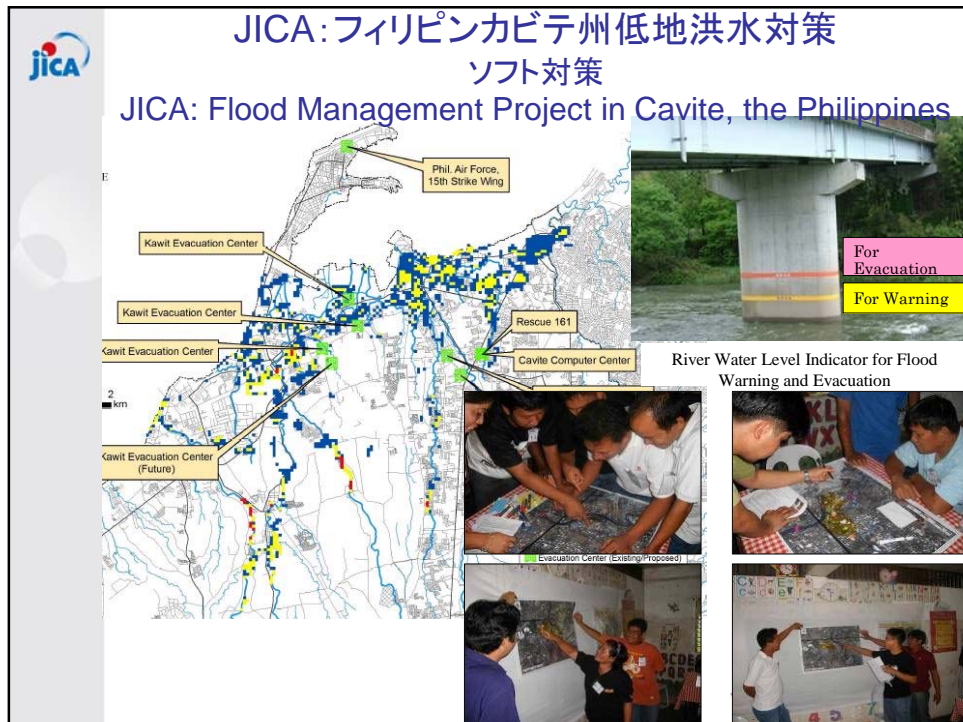 JICA:フィリピンカビテ州低地洪水対策
ソフト対策
JICA: Flood Management Project in Cavite, the Philippines
jICA
E
Phil. Air Force,
15th Strike Wing
Kawit Evacuation Center
Kawit Evacuation Center
Kawit Evacuation Center
Kawit Evacuation Center
(Future)
2
km
Rescue 161
Cavite Computer Center
Evacuation Center (Existing/Proposed)
For
Evacuation
For Warning
River Water Level Indicator for Flood
Warning and Evacuation